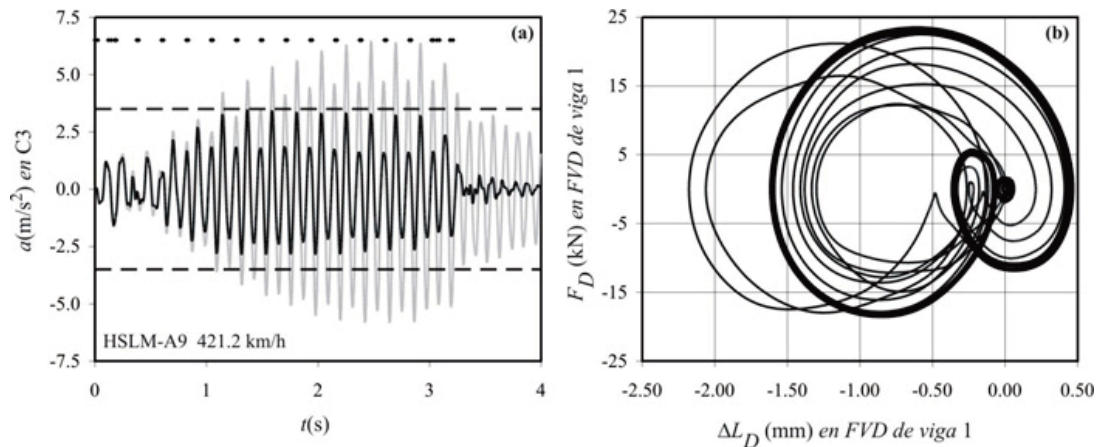 7.5
(a)
5.0
2.5
0.0
-2.5
-5.0
-7.5
a(m/s²) en C3
HSLM-A9 421.2 km/h
0 1 2 3 4
t(s)
25
(b)
15
5
-5
-15
-25
F_D (kN) en FVD de viga 1
-2.50 -2.00 -1.00 -0.50 0.00 0.50
ΔL_D (mm) en FVD de viga 1